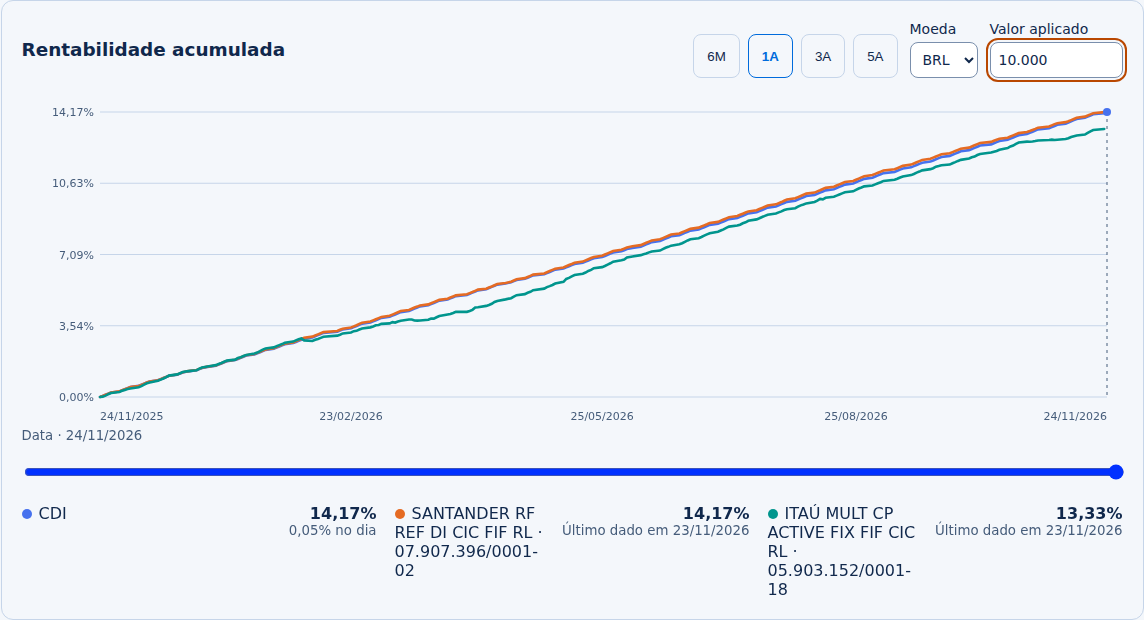 Rentabilidade acumulada
6M
1A
3A
5A
Moeda
BRL
Valor aplicado
10.000
14,17%
10,63%
7,09%
3,54%
0,00%
24/11/2025
23/02/2026
25/05/2026
25/08/2026
24/11/2026
Data · 24/11/2026
CDI
14,17%
0,05% no dia
SANTANDER RF
REF DI CIC FIF RL ·
07.907.396/0001-
02
14,17%
Último dado em 23/11/2026
ITAÚ MULT CP
ACTIVE FIX FIF CIC
RL ·
05.903.152/0001-
18
13,33%
Último dado em 23/11/2026